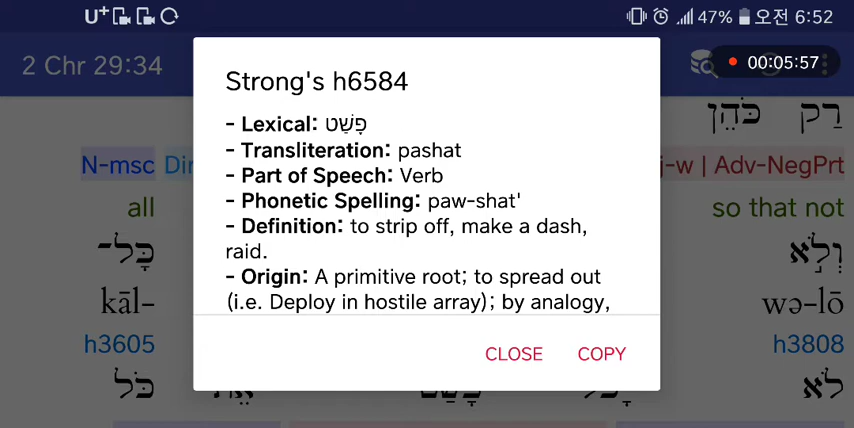 U+ 47% 오전 6:52
2 Chr 29:34 00:05:57
Strong's h6584
- Lexical: פָּשַׁט
- Transliteration: pashat
- Part of Speech: Verb
- Phonetic Spelling: paw-shat'
- Definition: to strip off, make a dash,
raid.
- Origin: A primitive root; to spread out
(i.e. Deploy in hostile array); by analogy,
CLOSE COPY
רַק כֹּהֵן
N-msc j-w | Adv-NegPrt
all so that not
כָּל־ וְלֹ֣א
kāl- wə·lō
h3605 h3808
כֹּל לֹא